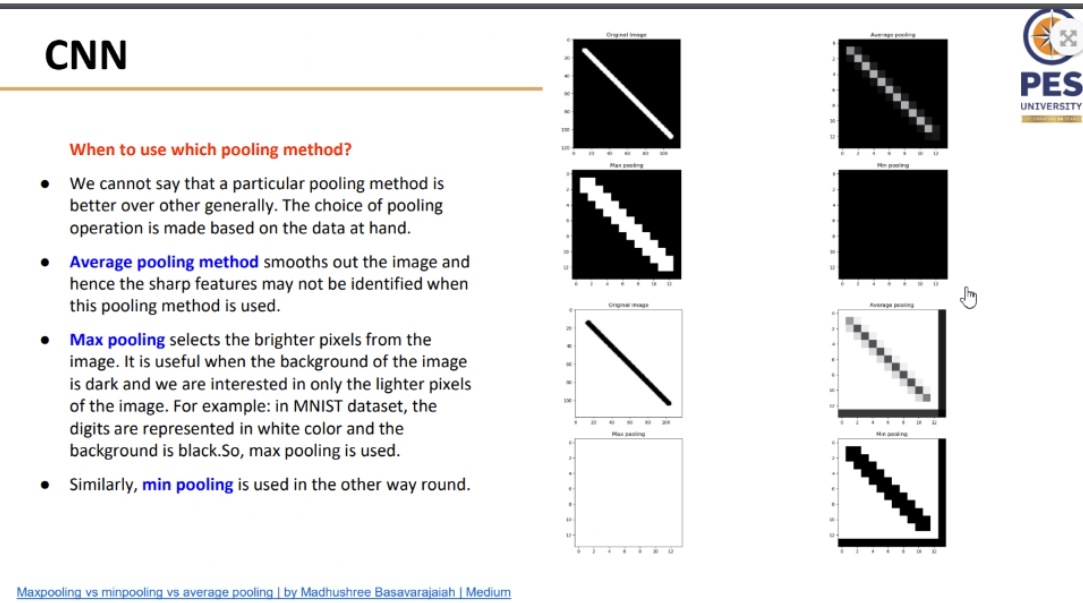 CNN
When to use which pooling method?
● We cannot say that a particular pooling method is
better over other generally. The choice of pooling
operation is made based on the data at hand.
● Average pooling method smooths out the image and
hence the sharp features may not be identified when
this pooling method is used.
● Max pooling selects the brighter pixels from the
image. It is useful when the background of the image
is dark and we are interested in only the lighter pixels
of the image. For example: in MNIST dataset, the
digits are represented in white color and the
background is black.So, max pooling is used.
● Similarly, min pooling is used in the other way round.
Maxpooling vs minpooling vs average pooling | by Madhushree Basavarajaiah | Medium
Original Image
Average pooling
Max pooling
Min pooling
Original Image
Average pooling
Max pooling
Min pooling
PES
UNIVERSITY